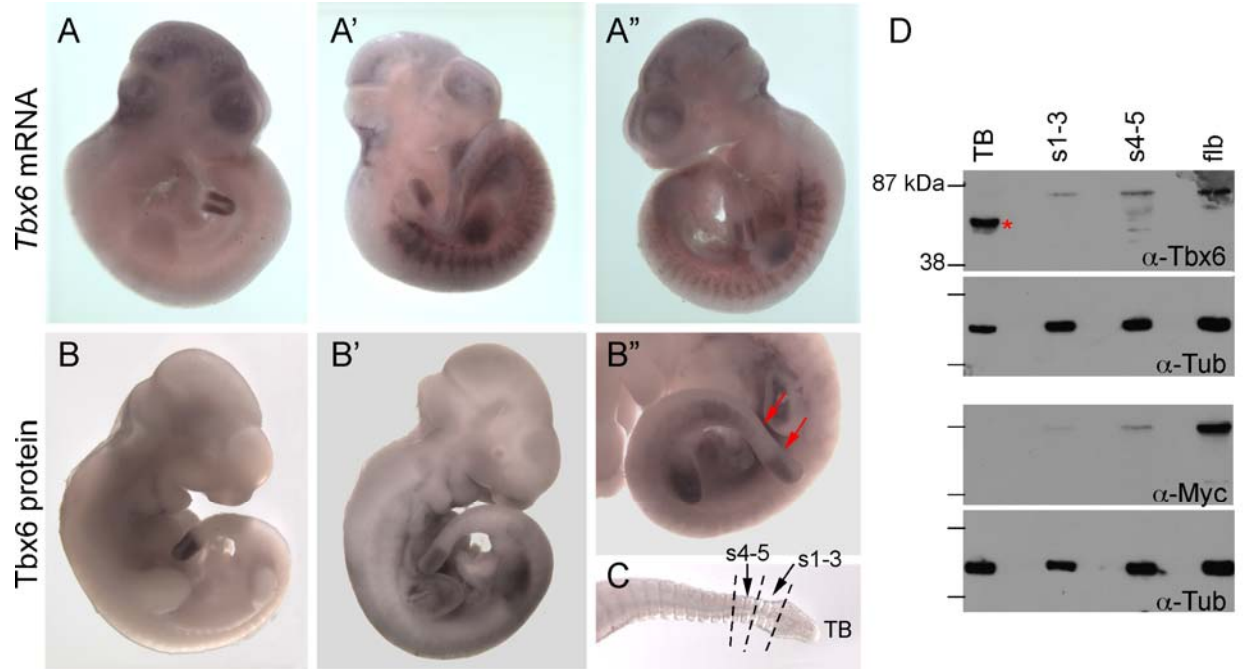 A
A'
A"
D
Tbx6 mRNA
TB
s1-3
s4-5
flb
87 kDa
38
*
α-Tbx6
α-Tub
α-Myc
α-Tub
B
B'
B"
Tbx6 protein
C
s4-5
s1-3
TB